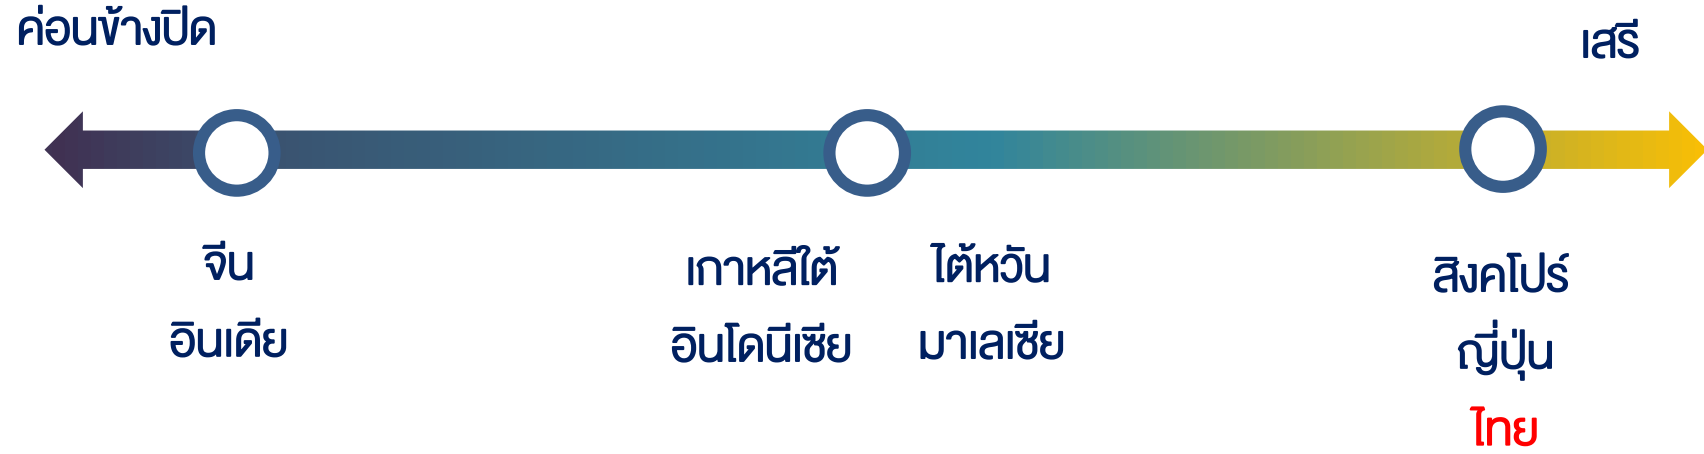 ค่อนข้างปิด
เสรี
จีน
อินเดีย
เกาหลีใต้
อินโดนีเซีย
ไต้หวัน
มาเลเซีย
สิงคโปร์
ญี่ปุ่น
ไทย